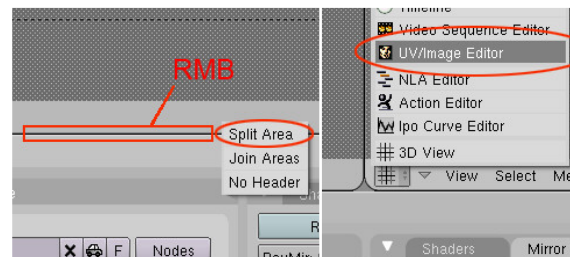 RMB
Split Area
Join Areas
No Header
F
Nodes
Timeline
Video Sequence Editor
UV/Image Editor
NLA Editor
Action Editor
Ipo Curve Editor
3D View
View Select
Shaders Mirror